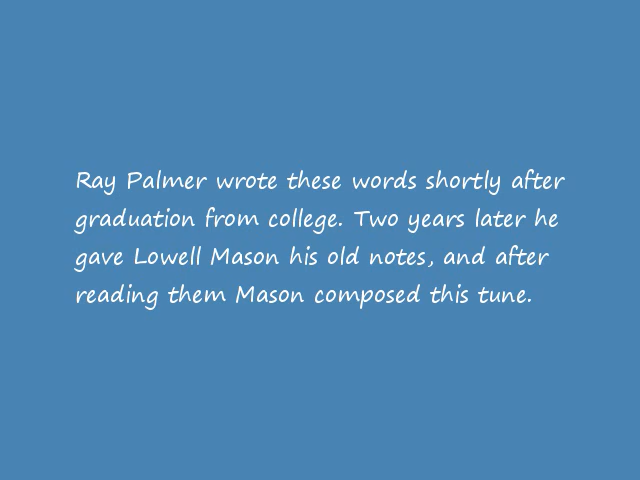 Ray Palmer wrote these words shortly after
graduation from college. Two years later he
gave Lowell Mason his old notes, and after
reading them Mason composed this tune.